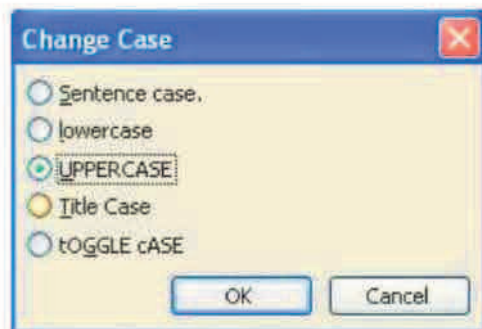 Change Case
Sentence case.
lowercase
UPPERCASE
Title Case
tOGGLE cASE
OK Cancel